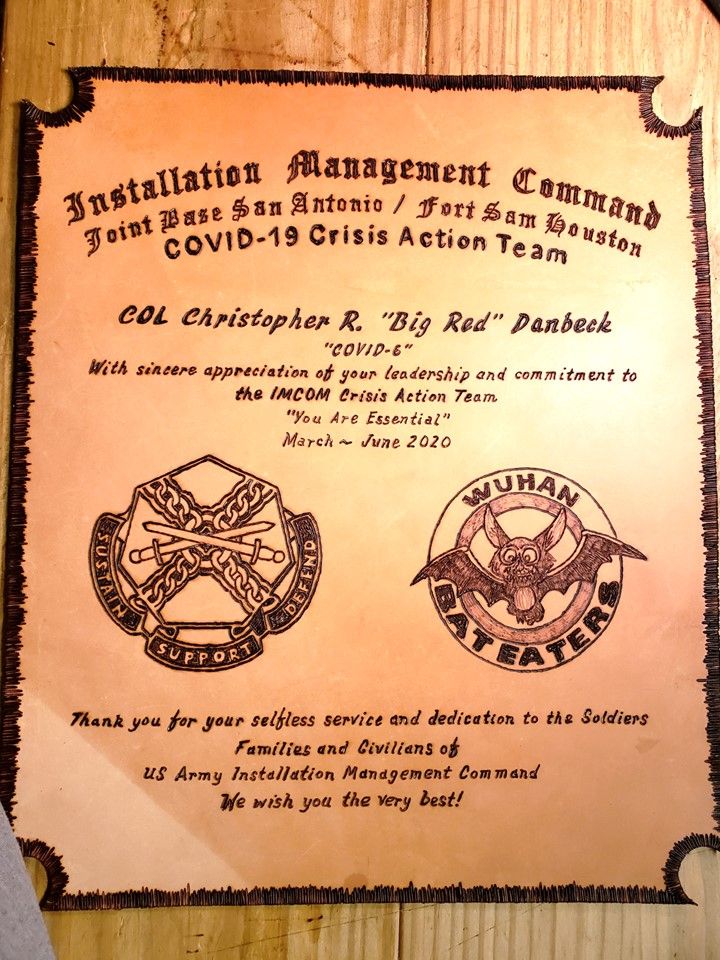 Installation Management Command
Joint Base San Antonio / Fort Sam Houston
COVID-19 Crisis Action Team
COL Christopher R. "Big Red" Danbeck
"COVID-6"
With sincere appreciation of your leadership and commitment to
the IMCOM Crisis Action Team
"You Are Essential"
March ~ June 2020
SUSTAIN
SUPPORT
DEFEND
WUHAN
BAT EATERS
Thank you for your selfless service and dedication to the Soldiers
Families and Civilians of
US Army Installation Management Command
We wish you the very best!